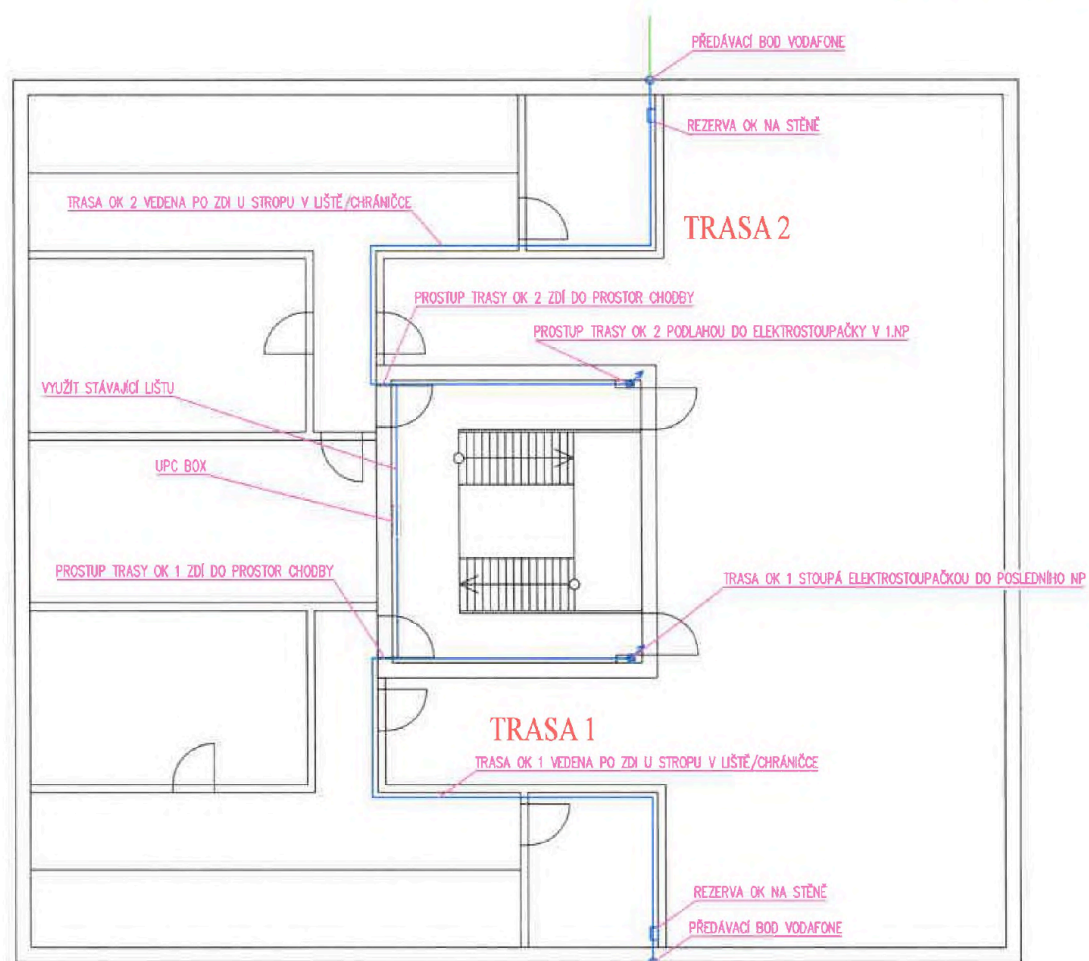 PŘEDÁVACÍ BOD VODAFONE
REZERVA OK NA STĚNĚ
TRASA OK 2 VEDENA PO ZDI U STROPU V LIŠTĚ/CHRÁNIČCE
TRASA 2
PROSTUP TRASY OK 2 ZDÍ DO PROSTOR CHODBY
PROSTUP TRASY OK 2 PODLAHOU DO ELEKTROSTOUPAČKY V 1.NP
VYUŽÍT STÁVAJÍCÍ LIŠTU
UPC BOX
PROSTUP TRASY OK 1 ZDÍ DO PROSTOR CHODBY
TRASA OK 1 STOUPÁ ELEKTROSTOUPAČKOU DO POSLEDNÍHO NP
TRASA 1
TRASA OK 1 VEDENA PO ZDI U STROPU V LIŠTĚ/CHRÁNIČCE
REZERVA OK NA STĚNĚ
PŘEDÁVACÍ BOD VODAFONE